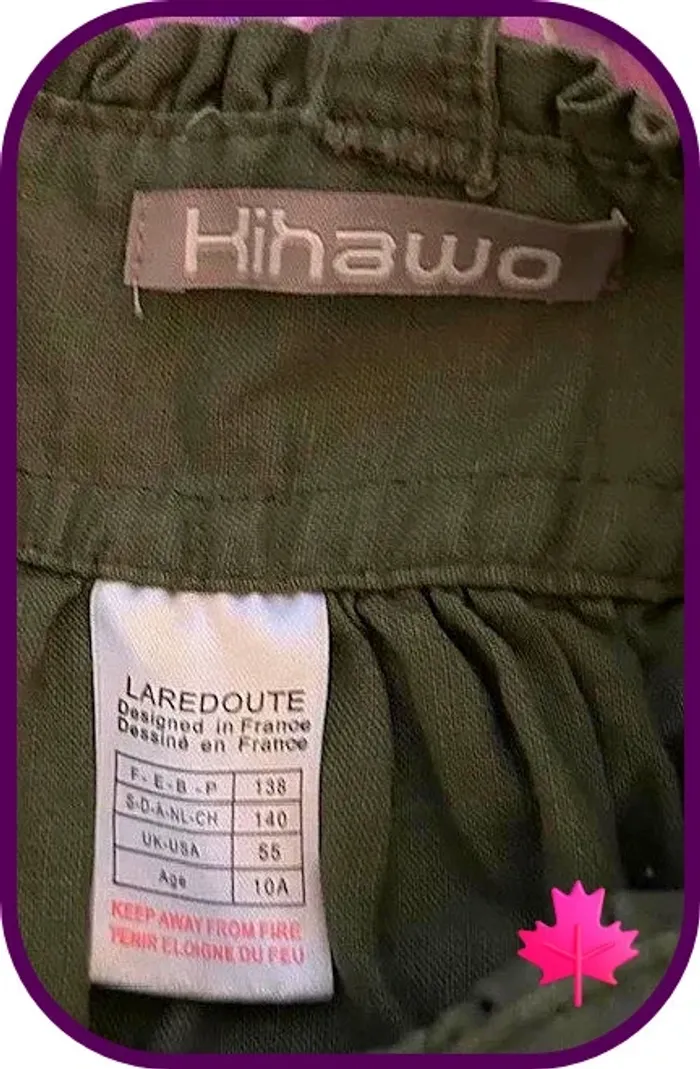 Hihawo
LAREDOUTE
Designed in France
Dessiné en France
F-E-B-P 138
S-D-A-NL-CH 140
UK-USA 55
Age 10A
KEEP AWAY FROM FIRE
TENIR ELOIGNE DU FEU